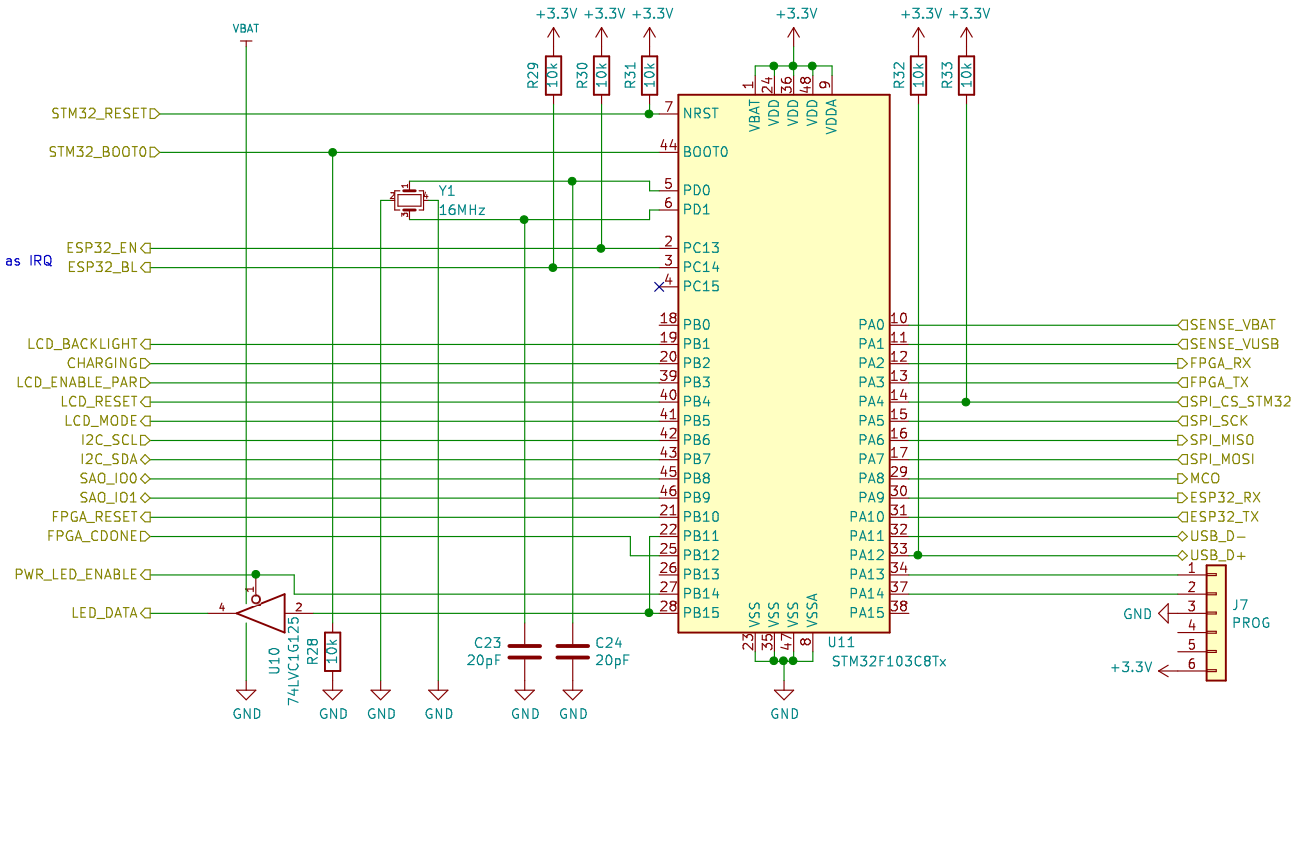 +3.3V +3.3V +3.3V +3.3V +3.3V +3.3V
VBAT
R29 10k R30 10k R31 10k R32 10k R33 10k
1 24 36 48 9
VBAT VDD VDD VDD VDDA
STM32_RESET 7 NRST
STM32_BOOT0 44 BOOT0
1 2 3 4 Y1
16MHz
5 PD0
6 PD1
ESP32_EN 2 PC13
as IRQ
ESP32_BL 3 PC14
4 PC15
18 PB0 PA0 10 SENSE_VBAT
LCD_BACKLIGHT 19 PB1 PA1 11 SENSE_VUSB
CHARGING 20 PB2 PA2 12 FPGA_RX
LCD_ENABLE_PAR 39 PB3 PA3 13 FPGA_TX
LCD_RESET 40 PB4 PA4 14 SPI_CS_STM32
LCD_MODE 41 PB5 PA5 15 SPI_SCK
I2C_SCL 42 PB6 PA6 16 SPI_MISO
I2C_SDA 43 PB7 PA7 17 SPI_MOSI
SAO_IO0 45 PB8 PA8 29 MCO
SAO_IO1 46 PB9 PA9 30 ESP32_RX
FPGA_RESET 21 PB10 PA10 31 ESP32_TX
FPGA_CDONE 22 PB11 PA11 32 USB_D-
25 PB12 PA12 33 USB_D+
PWR_LED_ENABLE 26 PB13 PA13 34 1
1 27 PB14 PA14 37 2
LED_DATA 4 2 28 PB15 PA15 38 GND 3
J7
PROG
4
5
+3.3V 6
U10
74LVC1G125
R28 10k
C23
20pF
C24
20pF
VSS VSS VSS VSSA
23 35 47 8
U11
STM32F103C8Tx
GND GND GND GND GND GND GND